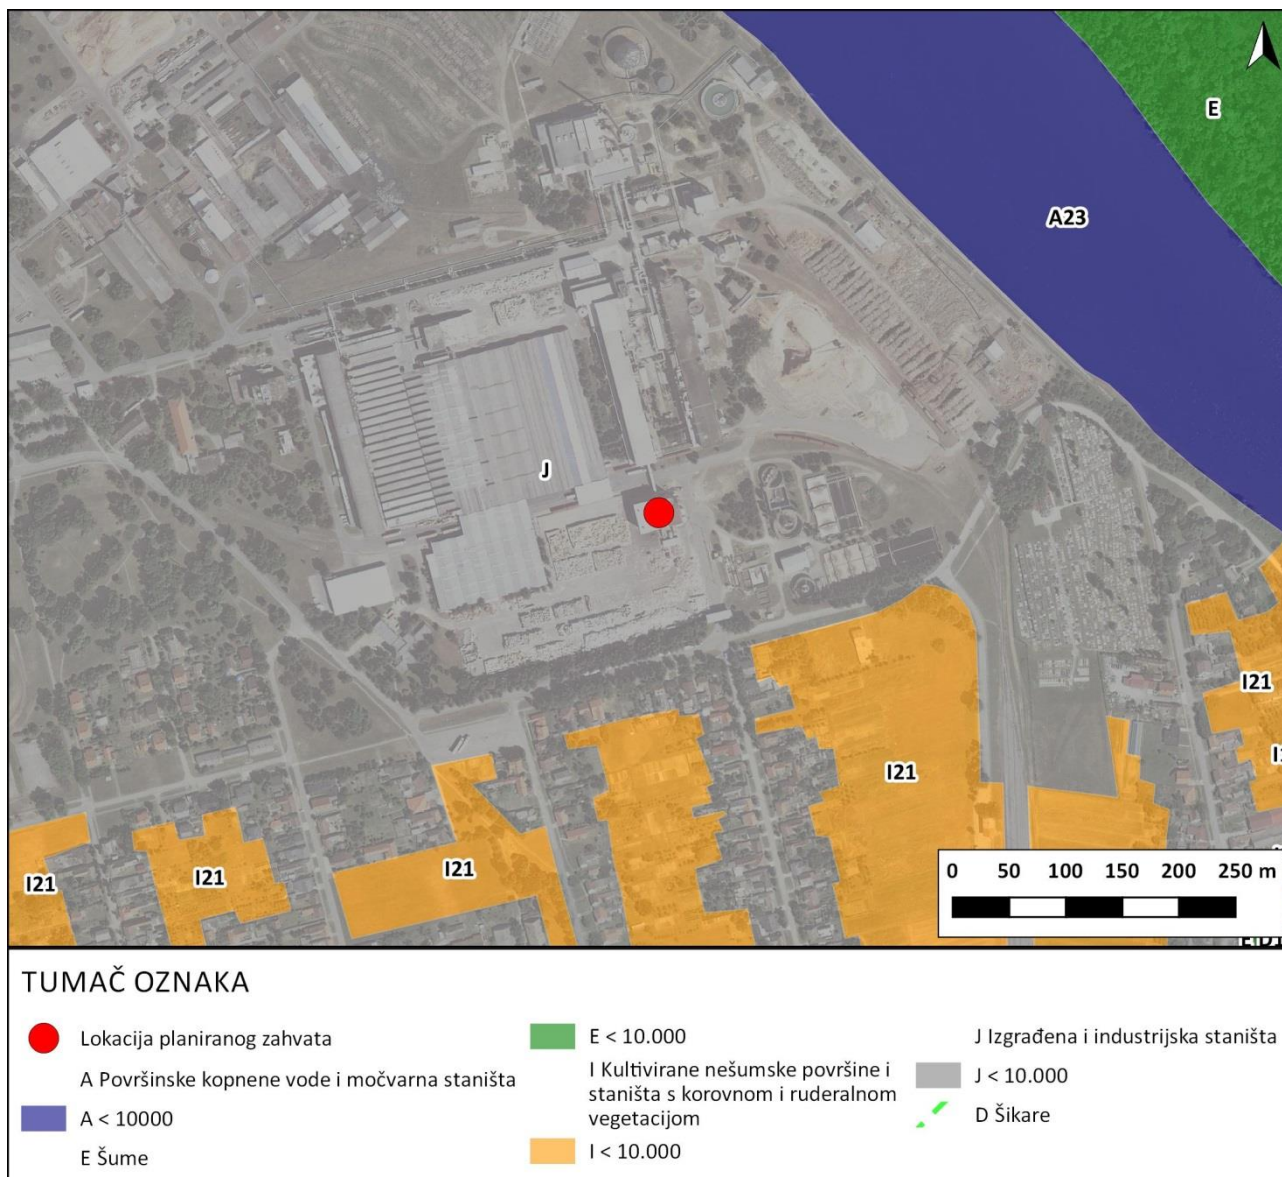 E
A23
J
I21
I21
I21
I21
I21
0 50 100 150 200 250 m
TUMAČ OZNAKA
Lokacija planiranog zahvata
A Površinske kopnene vode i močvarna staništa
A < 10000
E Šume
E < 10.000
I Kultivirane nešumske površine i
staništa s korovnom i ruderalnom
vegetacijom
I < 10.000
J Izgrađena i industrijska staništa
J < 10.000
D Šikare